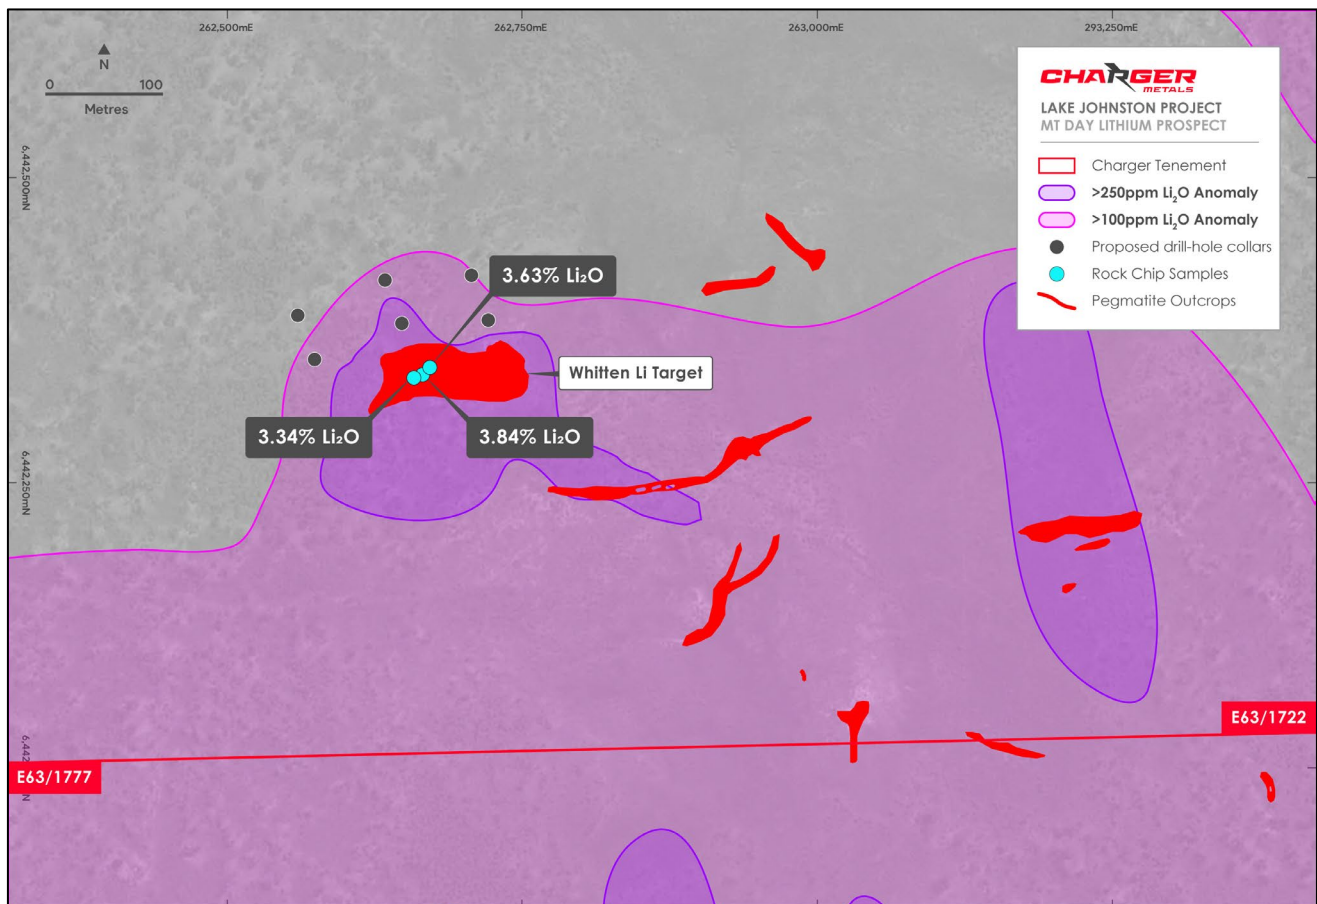 262,500mE
262,750mE
263,000mE
293,250mE
N
0 100
Metres
6,442,500mN
6,442,250mN
6,442
N
CHARGER
METALS
LAKE JOHNSTON PROJECT
MT DAY LITHIUM PROSPECT
Charger Tenement
>250ppm Li₂O Anomaly
>100ppm Li₂O Anomaly
Proposed drill-hole collars
Rock Chip Samples
Pegmatite Outcrops
3.63% Li₂O
Whitten Li Target
3.34% Li₂O
3.84% Li₂O
E63/1722
E63/1777